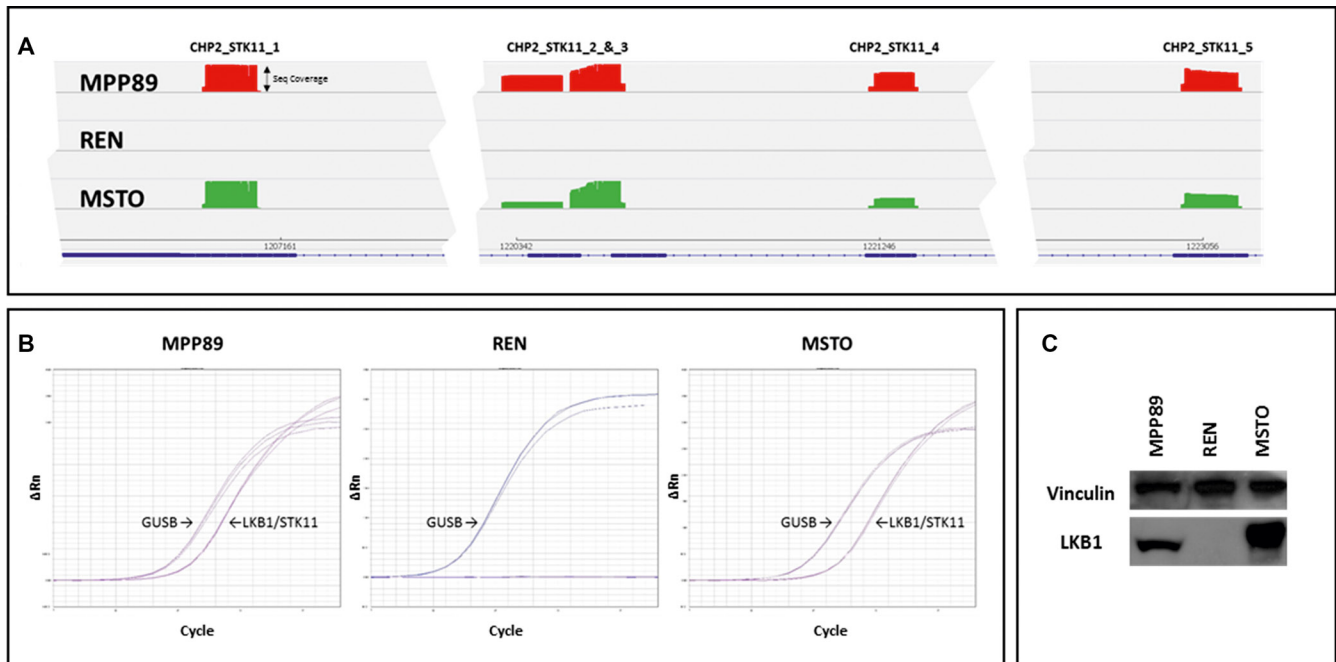 A
CHP2_STK11_1 CHP2_STK11_2_&_3 CHP2_STK11_4 CHP2_STK11_5
MPP89
Seq Coverage
REN
MSTO
1207161 1220342 1221246 1223056
B
MPP89 REN MSTO
ΔRn ΔRn ΔRn
GUSB→ ←LKB1/STK11 GUSB→ GUSB→ ←LKB1/STK11
Cycle Cycle Cycle
C
MPP89 REN MSTO
Vinculin
LKB1